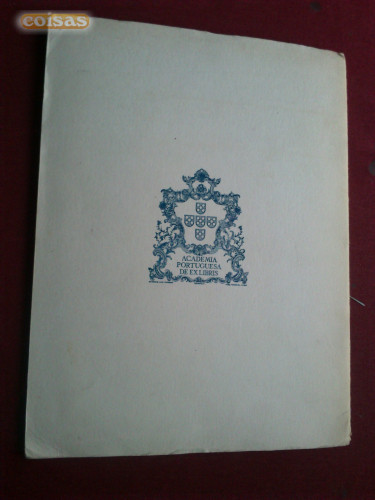 coisas
ACADEMIA
PORTUGUESA
DE EX LIBRIS